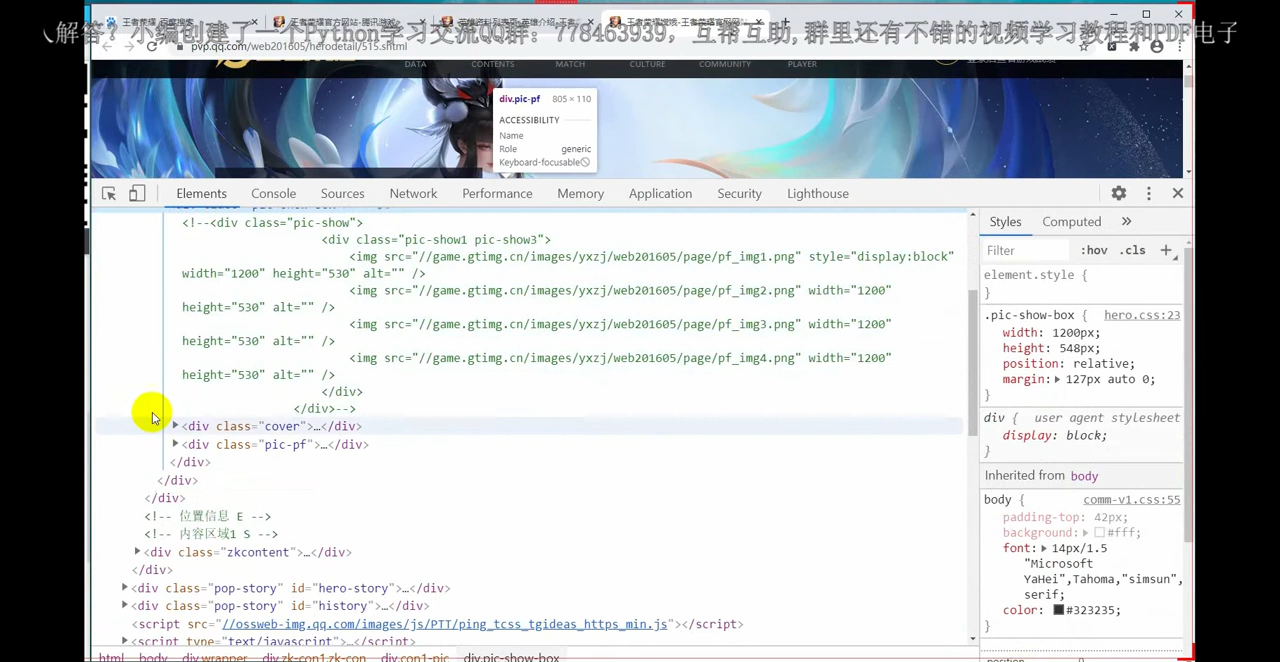 解答？小编创建了一个Python学习交流QQ群：778463939，互帮互助,群里还有不错的视频学习教程和PDF电子
pvp.qq.com/web201605/herodetail/515.shtml
DATA CONTENTS MATCH CULTURE COMMUNITY PLAYER
div.pic-pf 805 × 110
ACCESSIBILITY
Name
Role generic
Keyboard-focusable
Elements Console Sources Network Performance Memory Application Security Lighthouse
<!--<div class="pic-show">
<div class="pic-show1 pic-show3">
<img src="//game.gtimg.cn/images/yxzj/web201605/page/pf_img1.png" style="display:block"
width="1200" height="530" alt="" />
<img src="//game.gtimg.cn/images/yxzj/web201605/page/pf_img2.png" width="1200"
height="530" alt="" />
<img src="//game.gtimg.cn/images/yxzj/web201605/page/pf_img3.png" width="1200"
height="530" alt="" />
<img src="//game.gtimg.cn/images/yxzj/web201605/page/pf_img4.png" width="1200"
height="530" alt="" />
</div>
</div>-->
<div class="cover">…</div>
<div class="pic-pf">…</div>
</div>
</div>
</div>
<!-- 位置信息 E -->
<!-- 内容区域1 S -->
<div class="zkcontent">…</div>
</div>
<div class="pop-story" id="hero-story">…</div>
<div class="pop-story" id="history">…</div>
<script src="//ossweb-img.qq.com/images/js/PTT/ping_tcss_tgideas_https_min.js"></script>
<script type="text/javascript">…</script>
html body div.wrapper div.zk-con1.zk-con div.con1-pic div.pic-show-box
Styles Computed »
Filter :hov .cls +
element.style {
}
.pic-show-box { hero.css:23
width: 1200px;
height: 548px;
position: relative;
margin: 127px auto 0;
}
div { user agent stylesheet
display: block;
}
Inherited from body
body { comm-v1.css:55
padding-top: 42px;
background: #fff;
font: 14px/1.5
"Microsoft
YaHei",Tahoma,"simsun",
serif;
color: #323235;
}